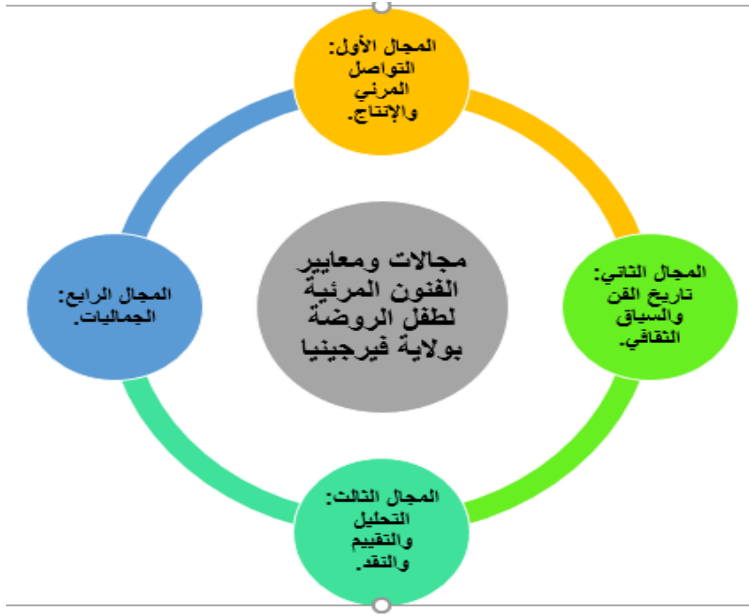 المجال الأول:
التواصل
المرئي
والإنتاج.
المجال الثاني:
تاريخ الفن
والسياق
الثقافي.
مجالات ومعايير
الفنون المرئية
لطفل الروضة
بولاية فيرجينيا
المجال الرابع:
الجماليات.
المجال الثالث:
التحليل
والتقييم
والنقد.